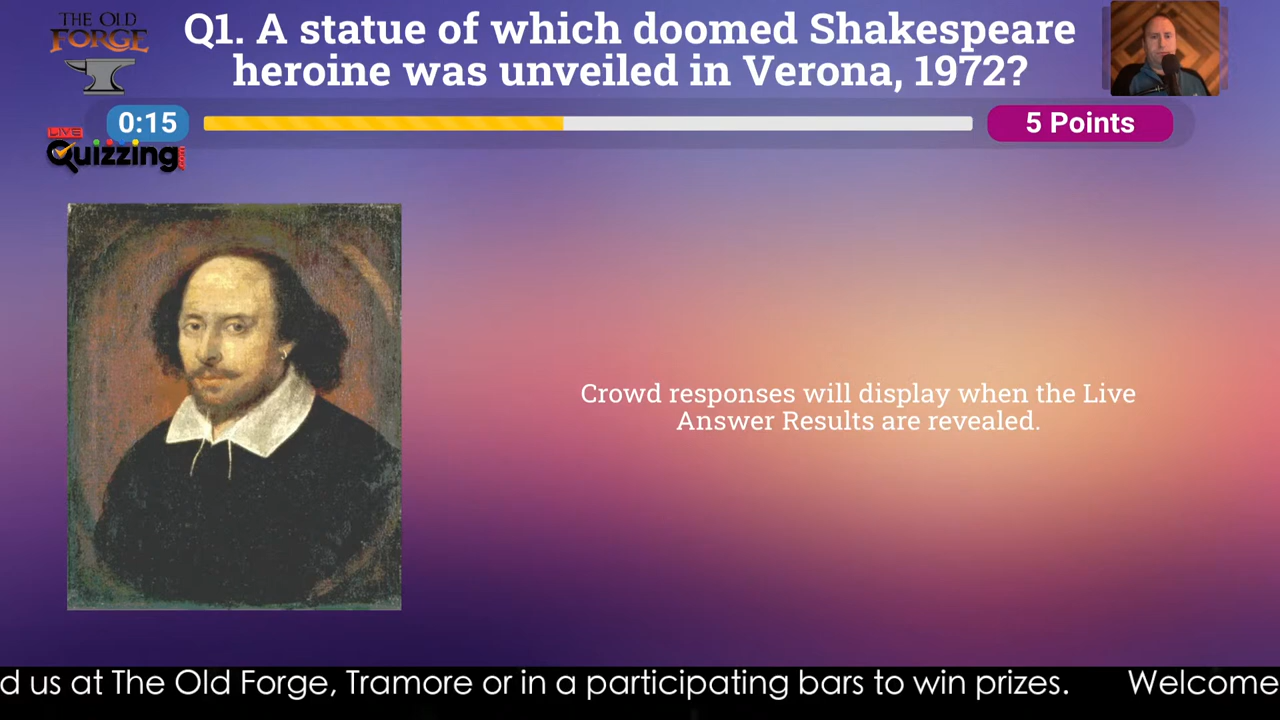 THE OLD
FORGE
Q1. A statue of which doomed Shakespeare
heroine was unveiled in Verona, 1972?
0:15
5 Points
LIVE
Quizzing
.com
Crowd responses will display when the Live
Answer Results are revealed.
d us at The Old Forge, Tramore or in a participating bars to win prizes. Welcome